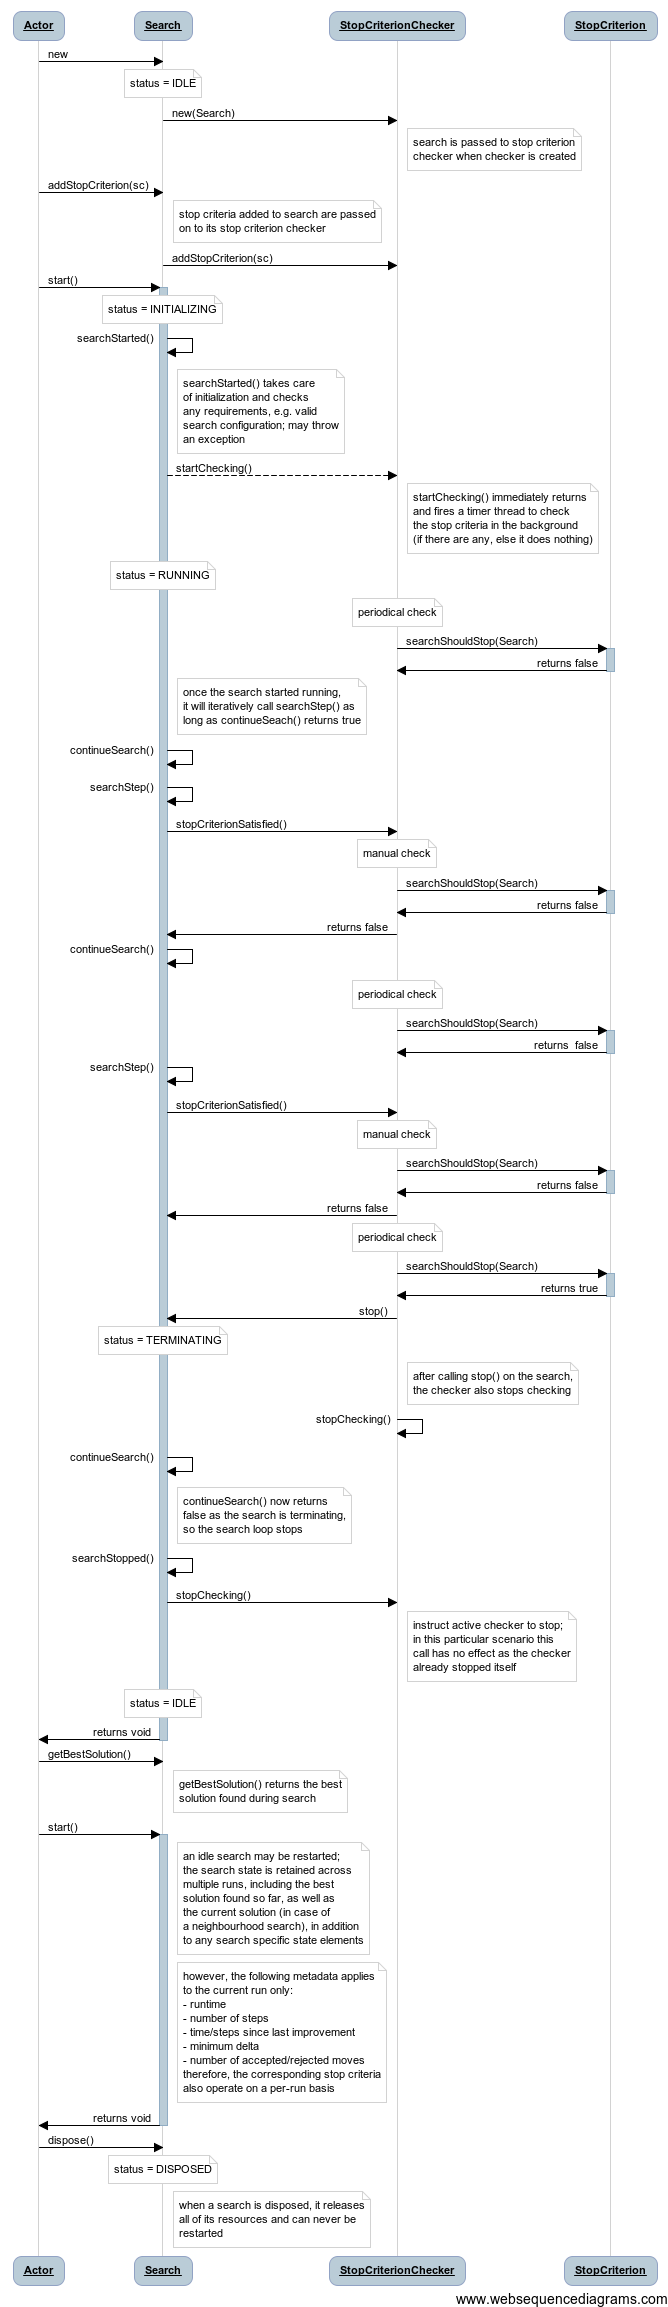 Actor Search StopCriterionChecker StopCriterion
new
status = IDLE
new(Search)
search is passed to stop criterion
checker when checker is created
addStopCriterion(sc)
stop criteria added to search are passed
on to its stop criterion checker
addStopCriterion(sc)
start()
status = INITIALIZING
searchStarted()
searchStarted() takes care
of initialization and checks
any requirements, e.g. valid
search configuration; may throw
an exception
startChecking()
startChecking() immediately returns
and fires a timer thread to check
the stop criteria in the background
(if there are any, else it does nothing)
status = RUNNING
periodical check
searchShouldStop(Search)
returns false
once the search started running,
it will iteratively call searchStep() as
long as continueSeach() returns true
continueSearch()
searchStep()
stopCriterionSatisfied()
manual check
searchShouldStop(Search)
returns false
returns false
continueSearch()
periodical check
searchShouldStop(Search)
returns  false
searchStep()
stopCriterionSatisfied()
manual check
searchShouldStop(Search)
returns false
returns false
periodical check
searchShouldStop(Search)
returns true
stop()
status = TERMINATING
after calling stop() on the search,
the checker also stops checking
stopChecking()
continueSearch()
continueSearch() now returns
false as the search is terminating,
so the search loop stops
searchStopped()
stopChecking()
instruct active checker to stop;
in this particular scenario this
call has no effect as the checker
already stopped itself
status = IDLE
returns void
getBestSolution()
getBestSolution() returns the best
solution found during search
start()
an idle search may be restarted;
the search state is retained across
multiple runs, including the best
solution found so far, as well as
the current solution (in case of
a neighbourhood search), in addition
to any search specific state elements
however, the following metadata applies
to the current run only:
- runtime
- number of steps
- time/steps since last improvement
- minimum delta
- number of accepted/rejected moves
therefore, the corresponding stop criteria
also operate on a per-run basis
returns void
dispose()
status = DISPOSED
when a search is disposed, it releases
all of its resources and can never be
restarted
Actor Search StopCriterionChecker StopCriterion
www.websequencediagrams.com